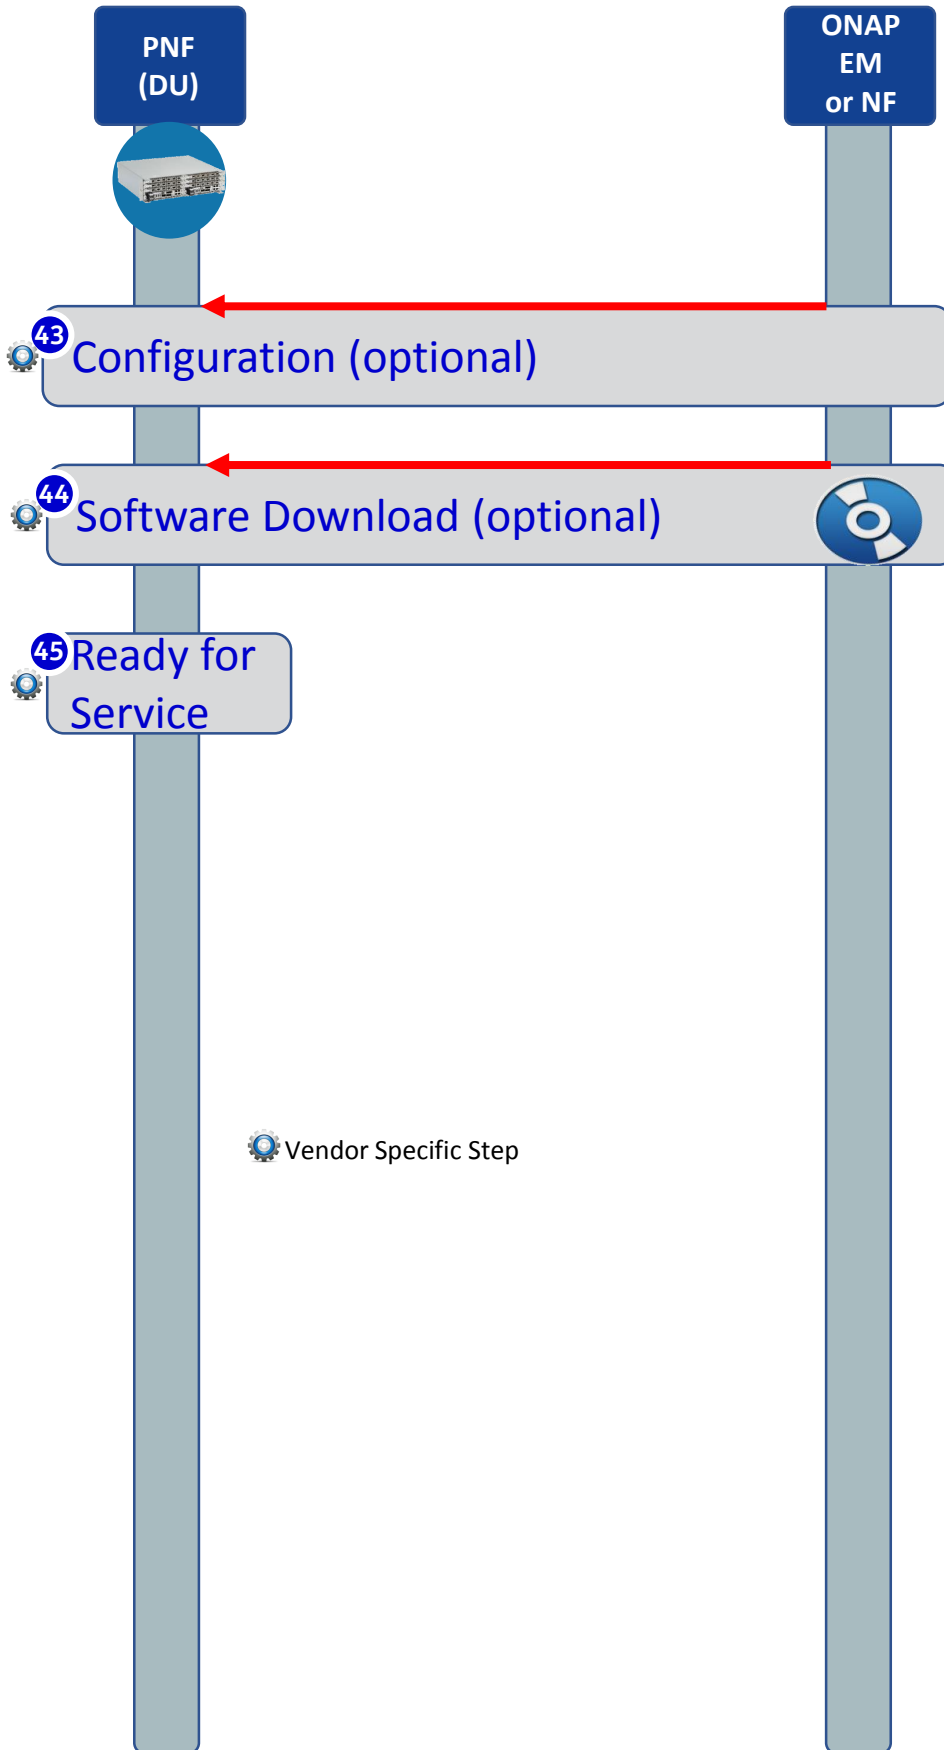 PNF
(DU)
ONAP
EM
or NF
43
Configuration (optional)
44
Software Download (optional)
45
Ready for
Service
Vendor Specific Step